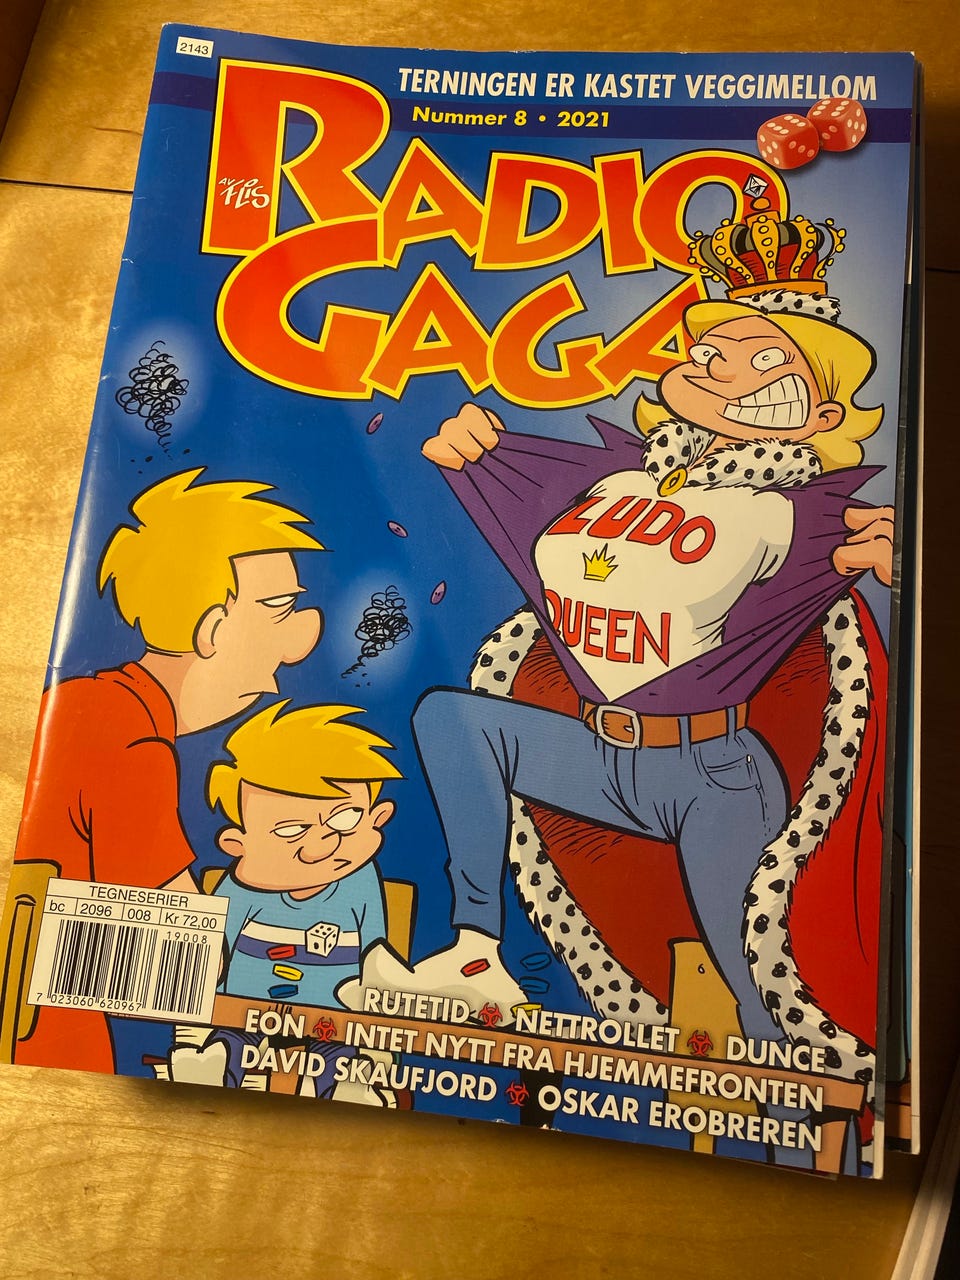 2143
TERNINGEN ER KASTET VEGGIMELLOM
Nummer 8 • 2021
AV FLIS
RADIO
GAGA
LUDO
QUEEN
TEGNESERIER
bc 2096 008 Kr 72,00
19008
7 023060 620967
RUTETID NETTROLLET DUNCE
EON INTET NYTT FRA HJEMMEFRONTEN
DAVID SKAUFJORD OSKAR EROBREREN